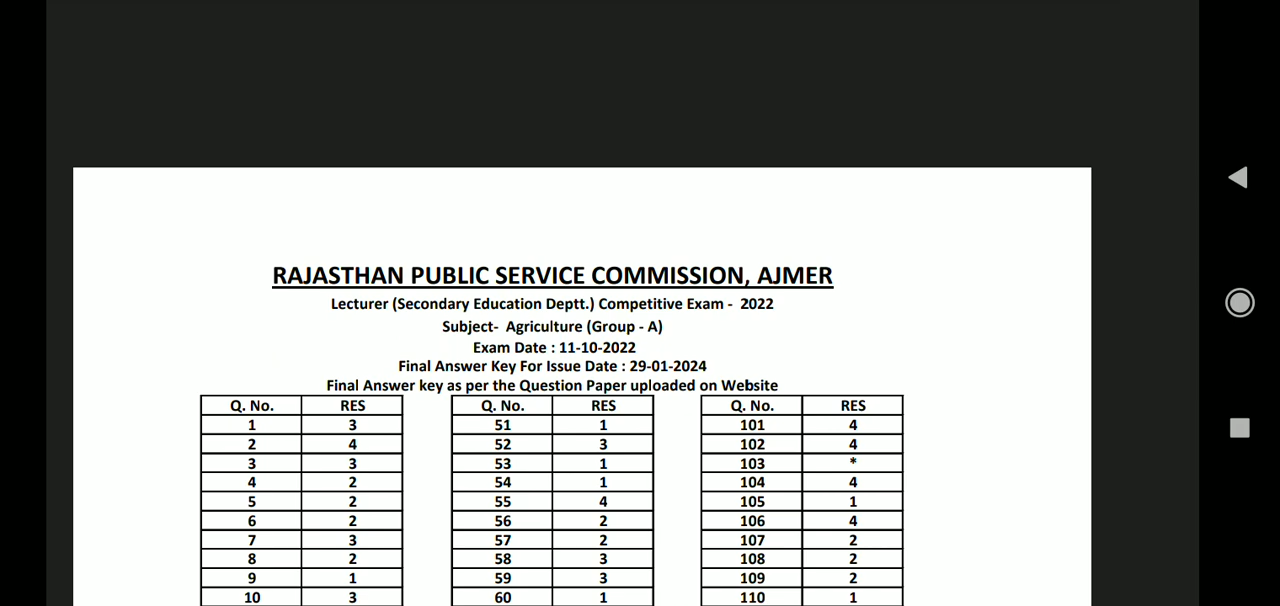 RAJASTHAN PUBLIC SERVICE COMMISSION, AJMER
Lecturer (Secondary Education Deptt.) Competitive Exam - 2022
Subject- Agriculture (Group - A)
Exam Date : 11-10-2022
Final Answer Key For Issue Date : 29-01-2024
Final Answer key as per the Question Paper uploaded on Website
Q. No. RES Q. No. RES Q. No. RES
1 3 51 1 101 4
2 4 52 3 102 4
3 3 53 1 103 *
4 2 54 1 104 4
5 2 55 4 105 1
6 2 56 2 106 4
7 3 57 2 107 2
8 2 58 3 108 2
9 1 59 3 109 2
10 3 60 1 110 1